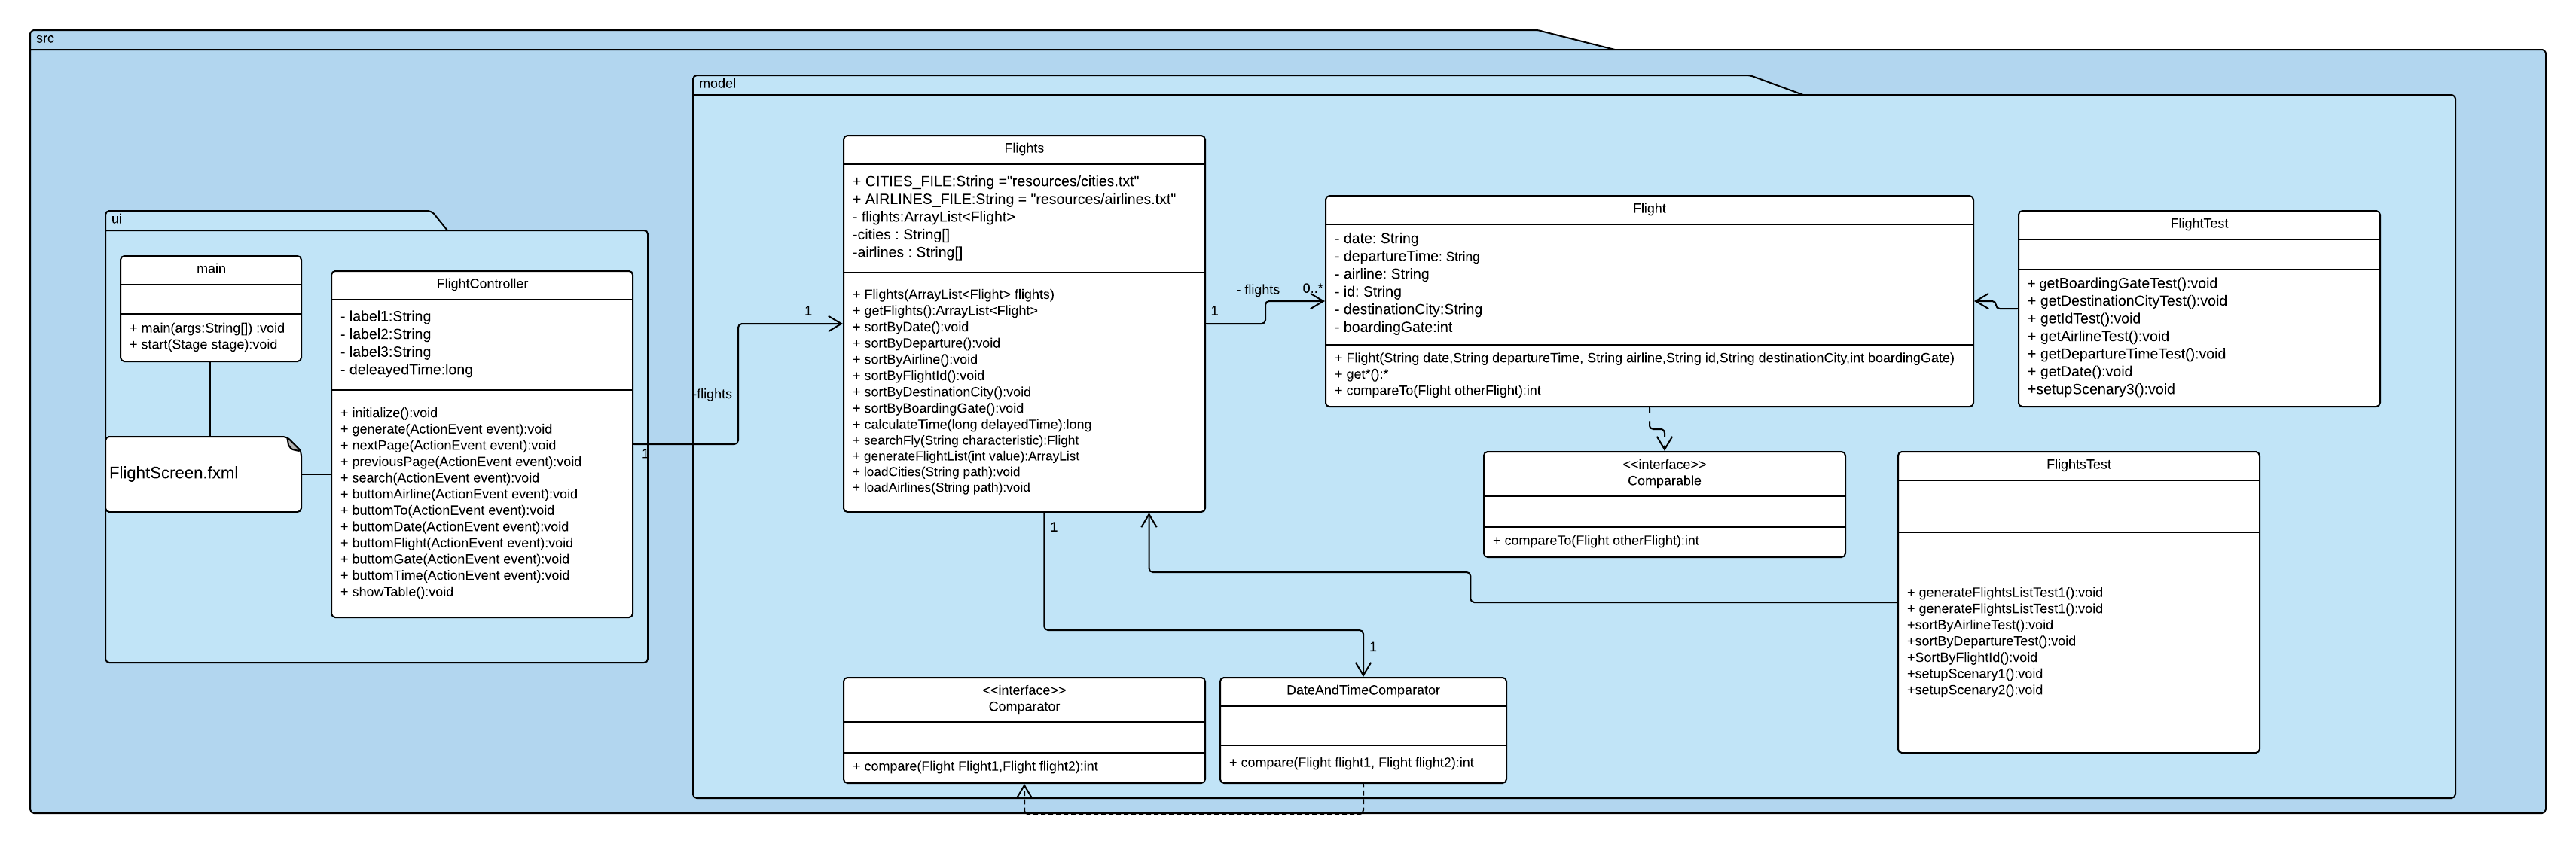 src
model
ui
main
+ main(args:String[]) :void
+ start(Stage stage):void
FlightScreen.fxml
FlightController
- label1:String
- label2:String
- label3:String
- deleayedTime:long
+ initialize():void
+ generate(ActionEvent event):void
+ nextPage(ActionEvent event):void
+ previousPage(ActionEvent event):void
+ search(ActionEvent event):void
+ buttomAirline(ActionEvent event):void
+ buttomTo(ActionEvent event):void
+ buttomDate(ActionEvent event):void
+ buttomFlight(ActionEvent event):void
+ buttomGate(ActionEvent event):void
+ buttomTime(ActionEvent event):void
+ showTable():void
1
-flights
1
Flights
+ CITIES_FILE:String ="resources/cities.txt"
+ AIRLINES_FILE:String = "resources/airlines.txt"
- flights:ArrayList<Flight>
-cities : String[]
-airlines : String[]
+ Flights(ArrayList<Flight> flights)
+ getFlights():ArrayList<Flight>
+ sortByDate():void
+ sortByDeparture():void
+ sortByAirline():void
+ sortByFlightId():void
+ sortByDestinationCity():void
+ sortByBoardingGate():void
+ calculateTime(long delayedTime):long
+ searchFly(String characteristic):Flight
+ generateFlightList(int value):ArrayList
+ loadCities(String path):void
+ loadAirlines(String path):void
1
- flights
0..*
Flight
- date: String
- departureTime: String
- airline: String
- id: String
- destinationCity:String
- boardingGate:int
+ Flight(String date,String departureTime, String airline,String id,String destinationCity,int boardingGate)
+ get*():*
+ compareTo(Flight otherFlight):int
FlightTest
+ getBoardingGateTest():void
+ getDestinationCityTest():void
+ getIdTest():void
+ getAirlineTest():void
+ getDepartureTimeTest():void
+ getDate():void
+setupScenary3():void
<<interface>>
Comparable
+ compareTo(Flight otherFlight):int
FlightsTest
+ generateFlightsListTest1():void
+ generateFlightsListTest1():void
+sortByAirlineTest():void
+sortByDepartureTest():void
+SortByFlightId():void
+setupScenary1():void
+setupScenary2():void
1
1
<<interface>>
Comparator
+ compare(Flight Flight1,Flight flight2):int
DateAndTimeComparator
+ compare(Flight flight1, Flight flight2):int